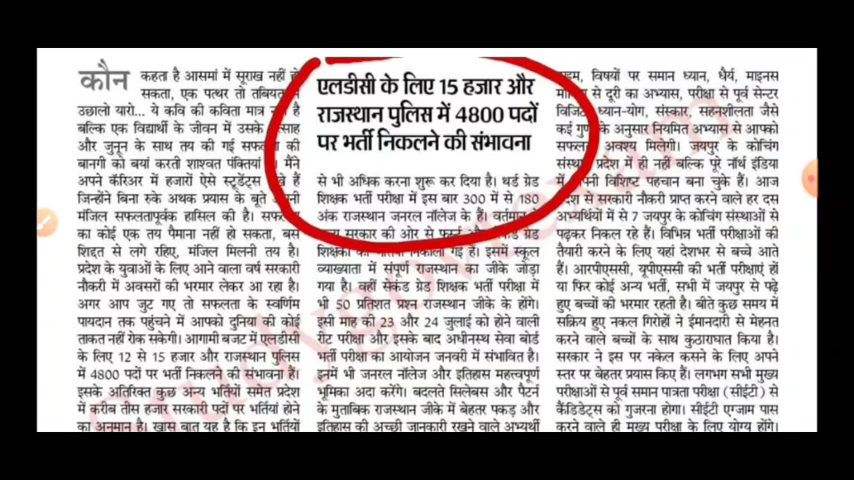 कौन कहता है आसमां में सूराख नहीं हो
सकता, एक पत्थर तो तबियत से
उछालो यारो... ये कवि की कविता मात्र नहीं है
बल्कि एक विद्यार्थी के जीवन में उसके उत्साह
और जुनून के साथ तय की गई सफलता की
बानगी को बयां करती शाश्वत पंक्तियां हैं। मैंने
अपने कॅरिअर में हजारों ऐसे स्टूडेंट्स देखे हैं
जिन्होंने बिना रुके अथक प्रयास के बूते अपनी
मंजिल सफलतापूर्वक हासिल की है। सफलता
का कोई एक तय पैमाना नहीं हो सकता, बस
शिद्दत से लगे रहिए, मंजिल मिलनी तय है।
प्रदेश के युवाओं के लिए आने वाला वर्ष सरकारी
नौकरी में अवसरों की भरमार लेकर आ रहा है।
अगर आप जुट गए तो सफलता के स्वर्णिम
पायदान तक पहुंचने में आपको दुनिया की कोई
ताकत नहीं रोक सकेगी। आगामी बजट में एलडीसी
के लिए 12 से 15 हजार और राजस्थान पुलिस
में 4800 पदों पर भर्ती निकलने की संभावना हैं।
इसके अतिरिक्त कुछ अन्य भर्तियों समेत प्रदेश
में करीब तीस हजार सरकारी पदों पर भर्तियां होने
का अनुमान है। खास बात यह है कि इन भर्तियों
एलडीसी के लिए 15 हजार और
राजस्थान पुलिस में 4800 पदों
पर भर्ती निकलने की संभावना
से भी अधिक करना शुरू कर दिया है। थर्ड ग्रेड
शिक्षक भर्ती परीक्षा में इस बार 300 में से 180
अंक राजस्थान जनरल नॉलेज के हैं। वर्तमान में
राज्य सरकार की ओर से फर्स्ट और ग्रेड
शिक्षकों की निकाली गई है। इसमें स्कूल
व्याख्याता में संपूर्ण राजस्थान का जेके जोड़ा
गया है। वहीं सेकंड ग्रेड शिक्षक भर्ती परीक्षा में
भी 50 प्रतिशत प्रश्न राजस्थान जीके के होंगे।
इसी माह की 23 और 24 जुलाई को होने वाली
रीट परीक्षा और इसके बाद अधीनस्थ सेवा बोर्ड
भर्ती परीक्षा का आयोजन जनवरी में संभावित है।
इनमें भी जनरल नॉलेज और इतिहास महत्वपूर्ण
भूमिका अदा करेंगे। बदलते सिलेबस और पैटर्न
के मुताबिक राजस्थान जीके में बेहतर पकड़ और
इतिहास की अच्छी जानकारी रखने वाले अभ्यर्थी
विषयों पर समान ध्यान, धैर्य, माइनस
से दूरी का अभ्यास, परीक्षा से पूर्व सेन्टर
विजिट, ध्यान-योग, संस्कार, सहनशीलता जैसे
कई गुणों के अनुसार नियमित अभ्यास से आपको
सफलता अवश्य मिलेगी। जयपुर के कोचिंग
संस्थान प्रदेश में ही नहीं बल्कि पूरे नॉर्थ इंडिया
में अपनी विशिष्ट पहचान बना चुके हैं। आज
देश से सरकारी नौकरी प्राप्त करने वाले हर दस
अभ्यर्थियों में से 7 जयपुर के कोचिंग संस्थाओं से
पढ़कर निकल रहे हैं। विभिन्न भर्ती परीक्षाओं की
तैयारी करने के लिए यहां देशभर से बच्चे आते
हैं। आरपीएससी, यूपीएससी की भर्ती परीक्षाएं हों
या फिर कोई अन्य भर्ती, सभी में जयपुर से पढ़े
हुए बच्चों की भरमार रहती है। बीते कुछ समय में
सक्रिय हुए नकल गिरोहों ने ईमानदारी से मेहनत
करने वाले बच्चों के साथ कुठाराघात किया है।
सरकार ने इस पर नकेल कसने के लिए अपने
स्तर पर बेहतर प्रयास किए हैं। लगभग सभी मुख्य
परीक्षाओं से पूर्व समान पात्रता परीक्षा (सीईटी) से
कैंडिडेट्स को गुजरना होगा। सीईटी एग्जाम पास
करने वाले ही मुख्य परीक्षा के लिए योग्य होंगे।